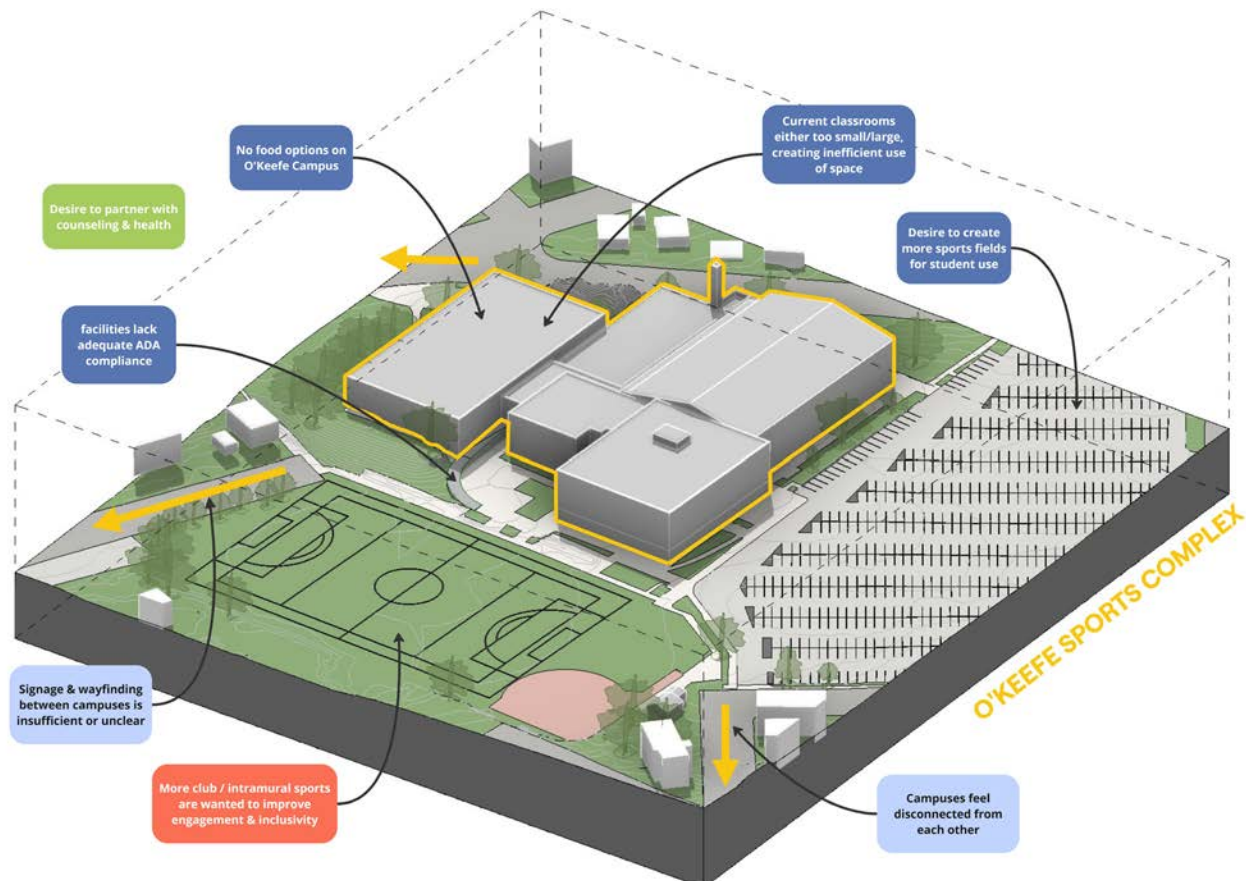 No food options on
O'Keefe Campus
Current classrooms
either too small/large,
creating inefficient use
of space
Desire to partner with
counseling & health
Desire to create
more sports fields
for student use
facilities lack
adequate ADA
compliance
O'KEEFE SPORTS COMPLEX
Signage & wayfinding
between campuses is
insufficient or unclear
More club / intramural sports
are wanted to improve
engagement & inclusivity
Campuses feel
disconnected from
each other